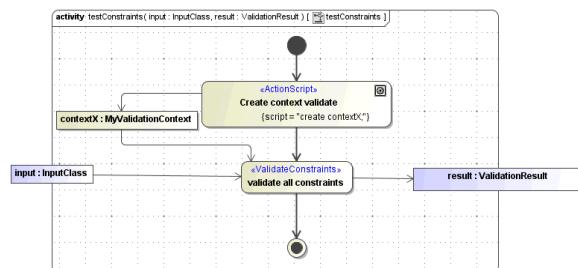 activity testConstraints( input : InputClass, result : ValidationResult ) [ testConstraints ]
«ActionScript»
Create context validate
{script = "create contextX;"}
contextX : MyValidationContext
input : InputClass
«ValidateConstraints»
validate all constraints
result : ValidationResult